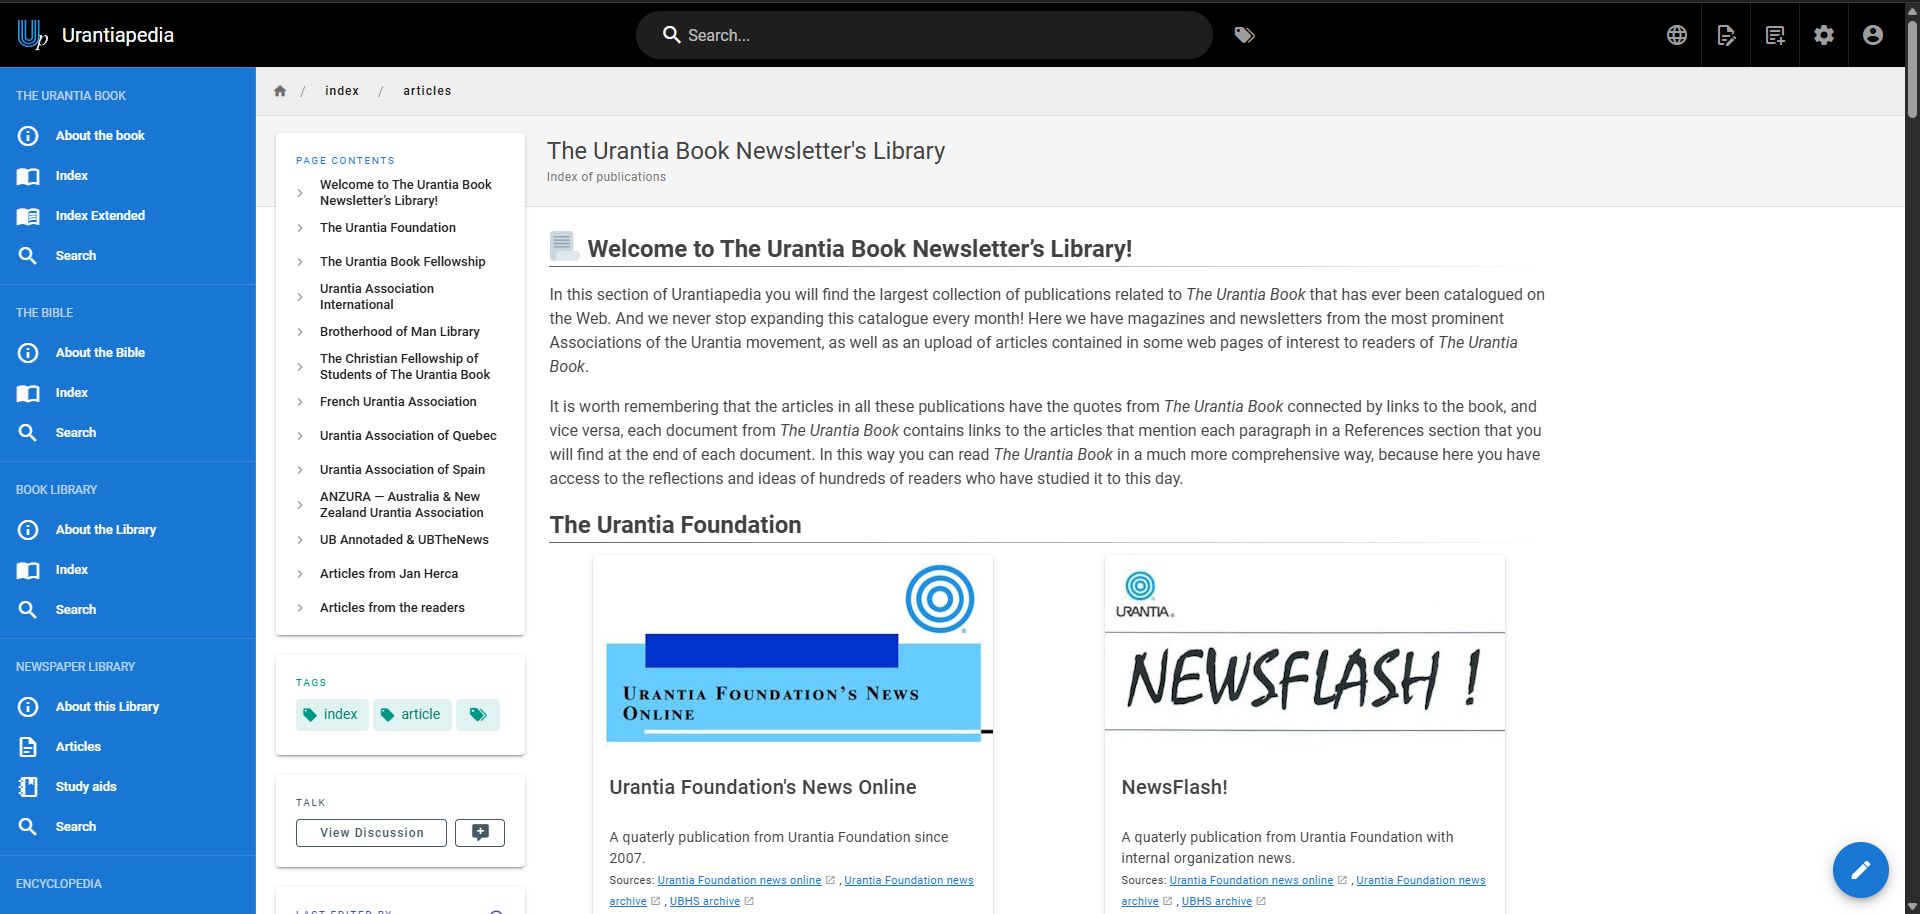 Urantiapedia
Search...
THE URANTIA BOOK
About the book
Index
Index Extended
Search
THE BIBLE
About the Bible
Index
Search
BOOK LIBRARY
About the Library
Index
Search
NEWSPAPER LIBRARY
About this Library
Articles
Study aids
Search
ENCYCLOPEDIA
/ index / articles
PAGE CONTENTS
Welcome to The Urantia Book
Newsletter’s Library!
The Urantia Foundation
The Urantia Book Fellowship
Urantia Association
International
Brotherhood of Man Library
The Christian Fellowship of
Students of The Urantia Book
French Urantia Association
Urantia Association of Quebec
Urantia Association of Spain
ANZURA — Australia & New
Zealand Urantia Association
UB Annotaded & UBTheNews
Articles from Jan Herca
Articles from the readers
TAGS
index
article
TALK
View Discussion
LAST EDITED BY
The Urantia Book Newsletter's Library
Index of publications
Welcome to The Urantia Book Newsletter’s Library!
In this section of Urantiapedia you will find the largest collection of publications related to The Urantia Book that has ever been catalogued on
the Web. And we never stop expanding this catalogue every month! Here we have magazines and newsletters from the most prominent
Associations of the Urantia movement, as well as an upload of articles contained in some web pages of interest to readers of The Urantia
Book.
It is worth remembering that the articles in all these publications have the quotes from The Urantia Book connected by links to the book, and
vice versa, each document from The Urantia Book contains links to the articles that mention each paragraph in a References section that you
will find at the end of each document. In this way you can read The Urantia Book in a much more comprehensive way, because here you have
access to the reflections and ideas of hundreds of readers who have studied it to this day.
The Urantia Foundation
URANTIA FOUNDATION'S NEWS
ONLINE
Urantia Foundation's News Online
A quaterly publication from Urantia Foundation since
2007.
Sources: Urantia Foundation news online , Urantia Foundation news
archive , UBHS archive
URANTIA®
NEWSFLASH !
NewsFlash!
A quaterly publication from Urantia Foundation with
internal organization news.
Sources: Urantia Foundation news online , Urantia Foundation news
archive , UBHS archive